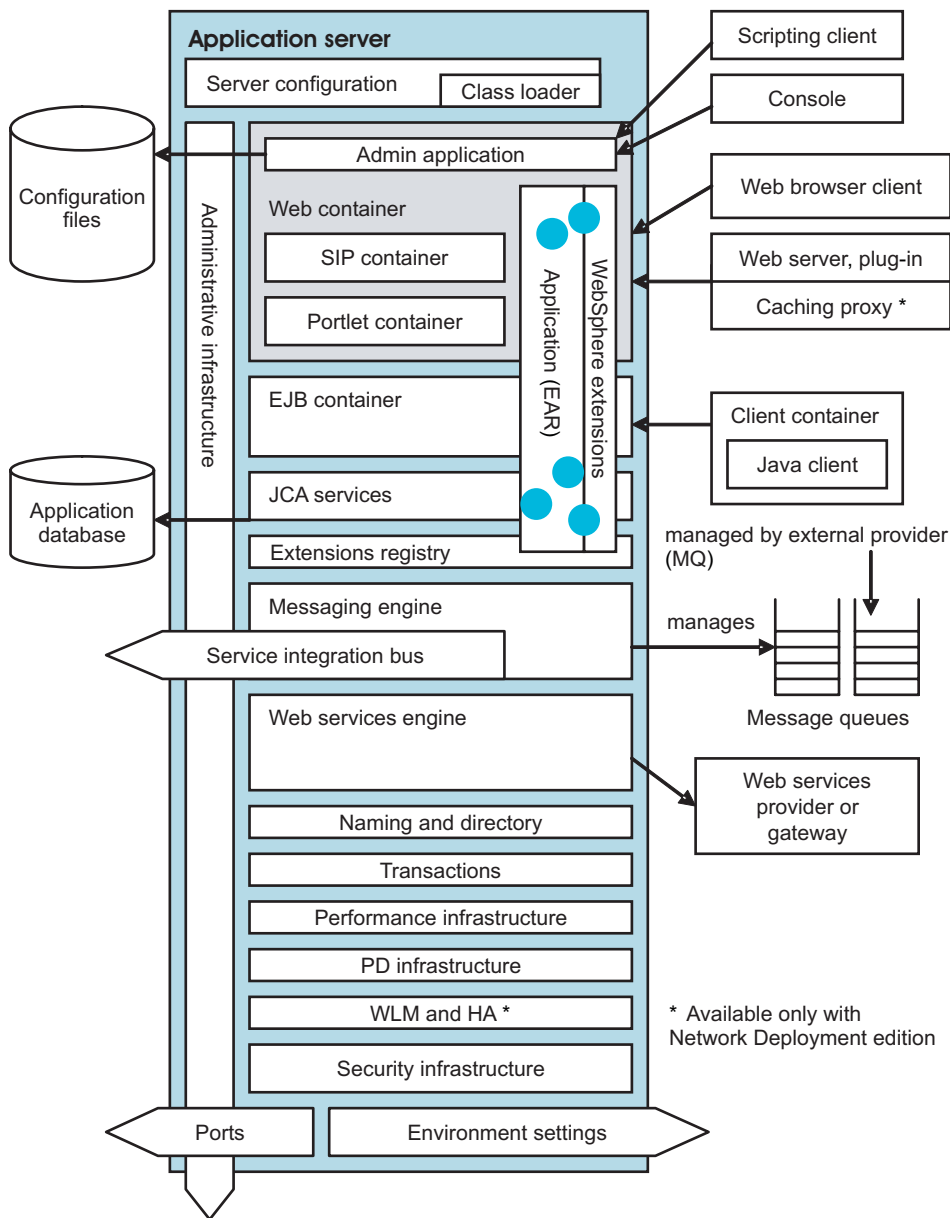 Application server
Server configuration
Class loader
Scripting client
Console
Configuration
files
Administrative infrastructure
Admin application
Web container
SIP container
Portlet container
Application (EAR)
WebSphere extensions
Web browser client
Web server, plug-in
Caching proxy *
EJB container
Client container
Java client
Application
database
JCA services
Extensions registry
managed by external provider
(MQ)
Messaging engine
Service integration bus
manages
Message queues
Web services engine
Web services
provider or
gateway
Naming and directory
Transactions
Performance infrastructure
PD infrastructure
WLM and HA *
* Available only with
Network Deployment edition
Security infrastructure
Ports
Environment settings